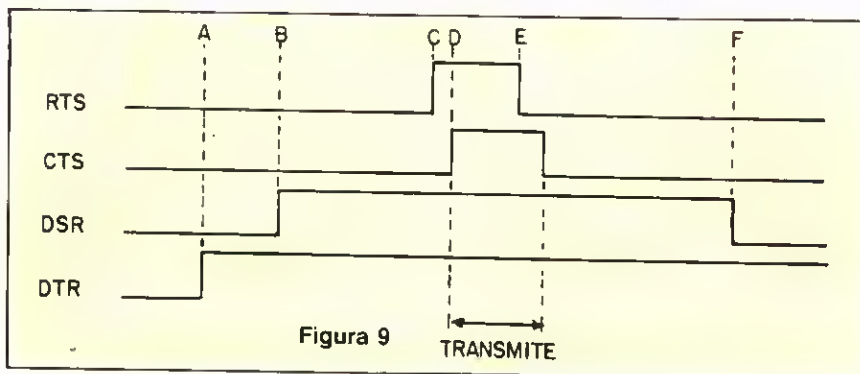 A B C D E F
RTS
CTS
DSR
DTR
Figura 9
TRANSMITE